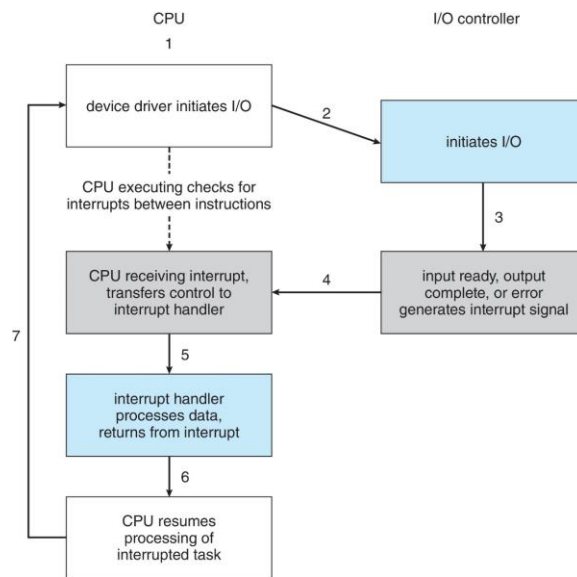 CPU
I/O controller
1
device driver initiates I/O
2
initiates I/O
CPU executing checks for
interrupts between instructions
3
CPU receiving interrupt,
transfers control to
interrupt handler
4
input ready, output
complete, or error
generates interrupt signal
7
5
interrupt handler
processes data,
returns from interrupt
6
CPU resumes
processing of
interrupted task